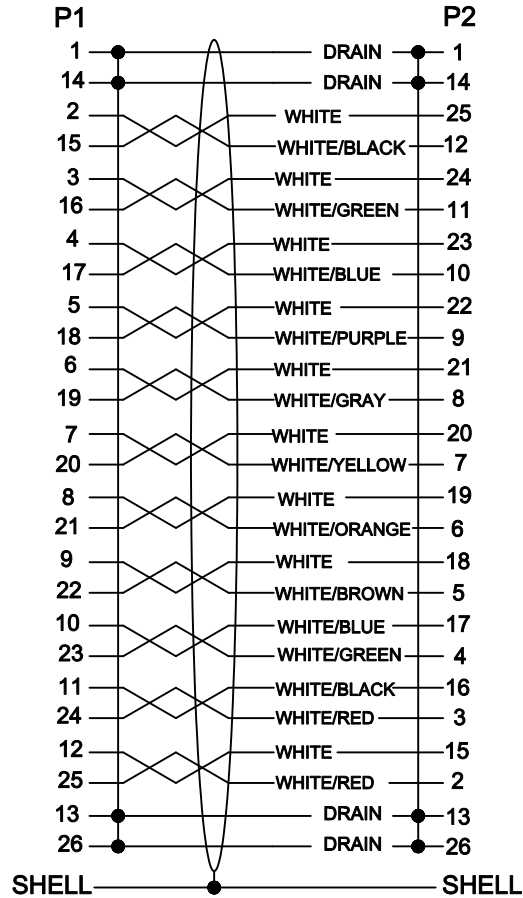 P1 P2
1 DRAIN 1
14 DRAIN 14
2 WHITE 25
15 WHITE/BLACK 12
3 WHITE 24
16 WHITE/GREEN 11
4 WHITE 23
17 WHITE/BLUE 10
5 WHITE 22
18 WHITE/PURPLE 9
6 WHITE 21
19 WHITE/GRAY 8
7 WHITE 20
20 WHITE/YELLOW 7
8 WHITE 19
21 WHITE/ORANGE 6
9 WHITE 18
22 WHITE/BROWN 5
10 WHITE/BLUE 17
23 WHITE/GREEN 4
11 WHITE/BLACK 16
24 WHITE/RED 3
12 WHITE 15
25 WHITE/RED 2
13 DRAIN 13
26 DRAIN 26
SHELL SHELL